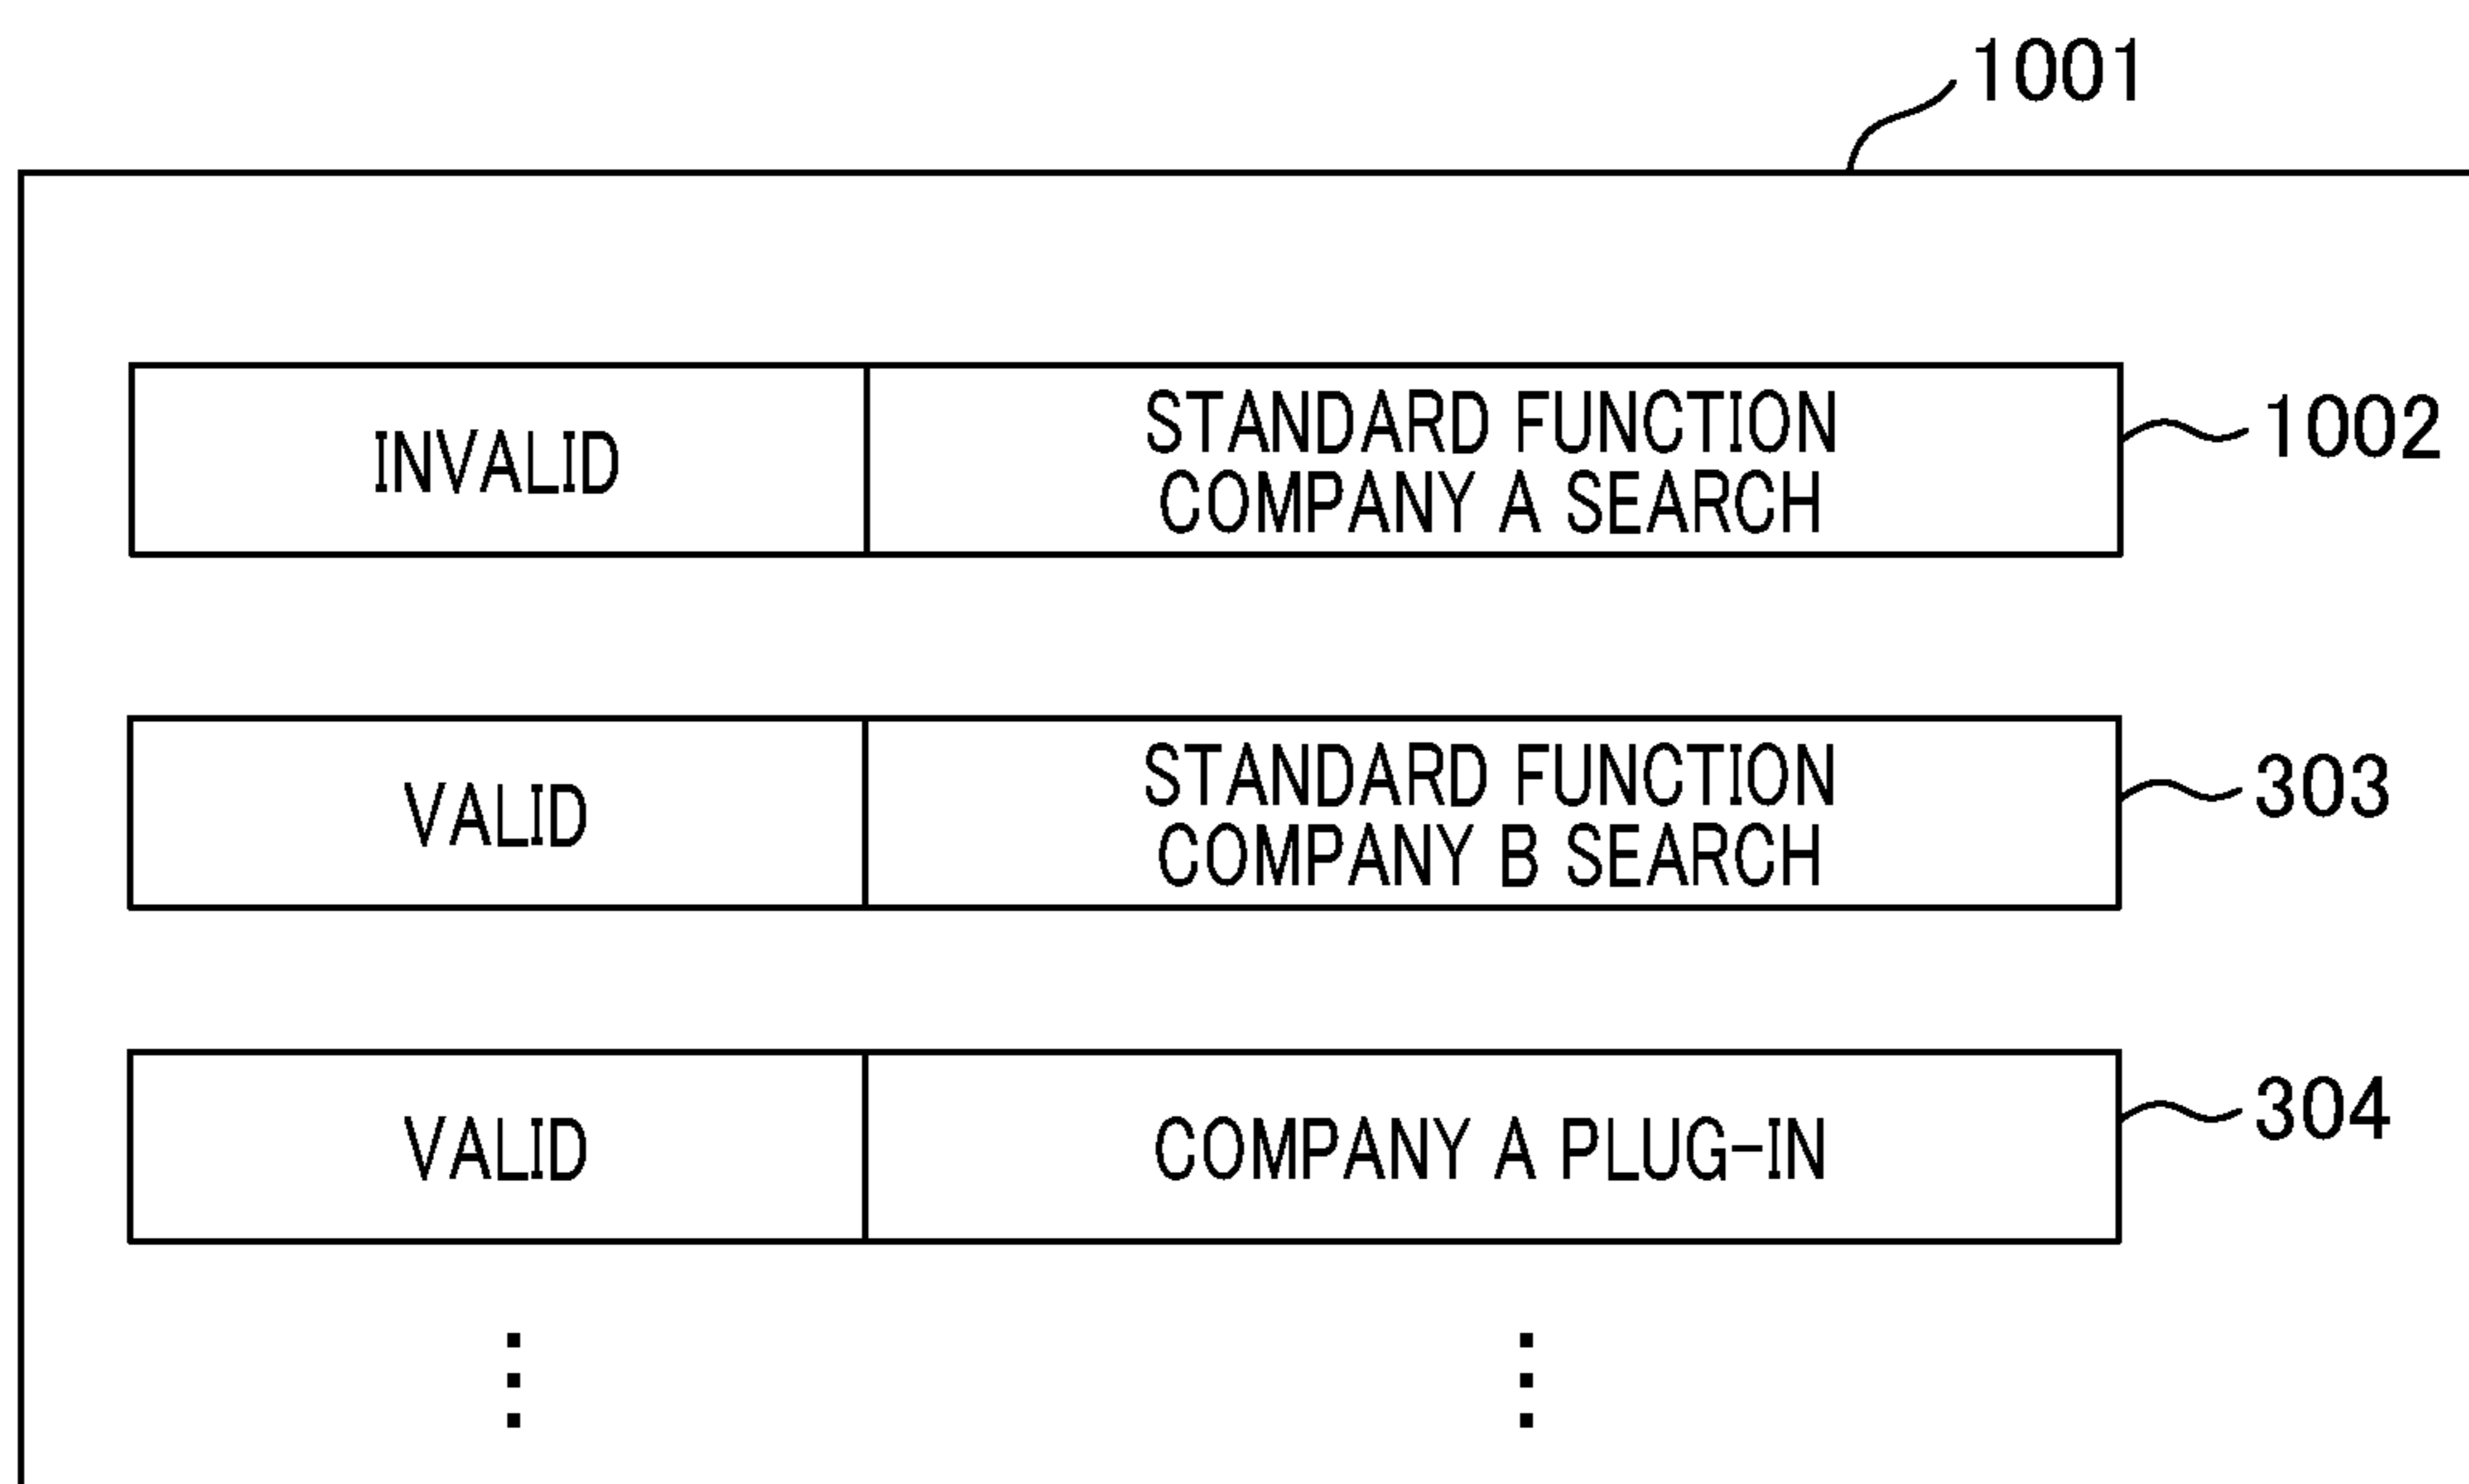 1001
INVALID
STANDARD FUNCTION
COMPANY A SEARCH
1002
VALID
STANDARD FUNCTION
COMPANY B SEARCH
303
VALID
COMPANY A PLUG-IN
304